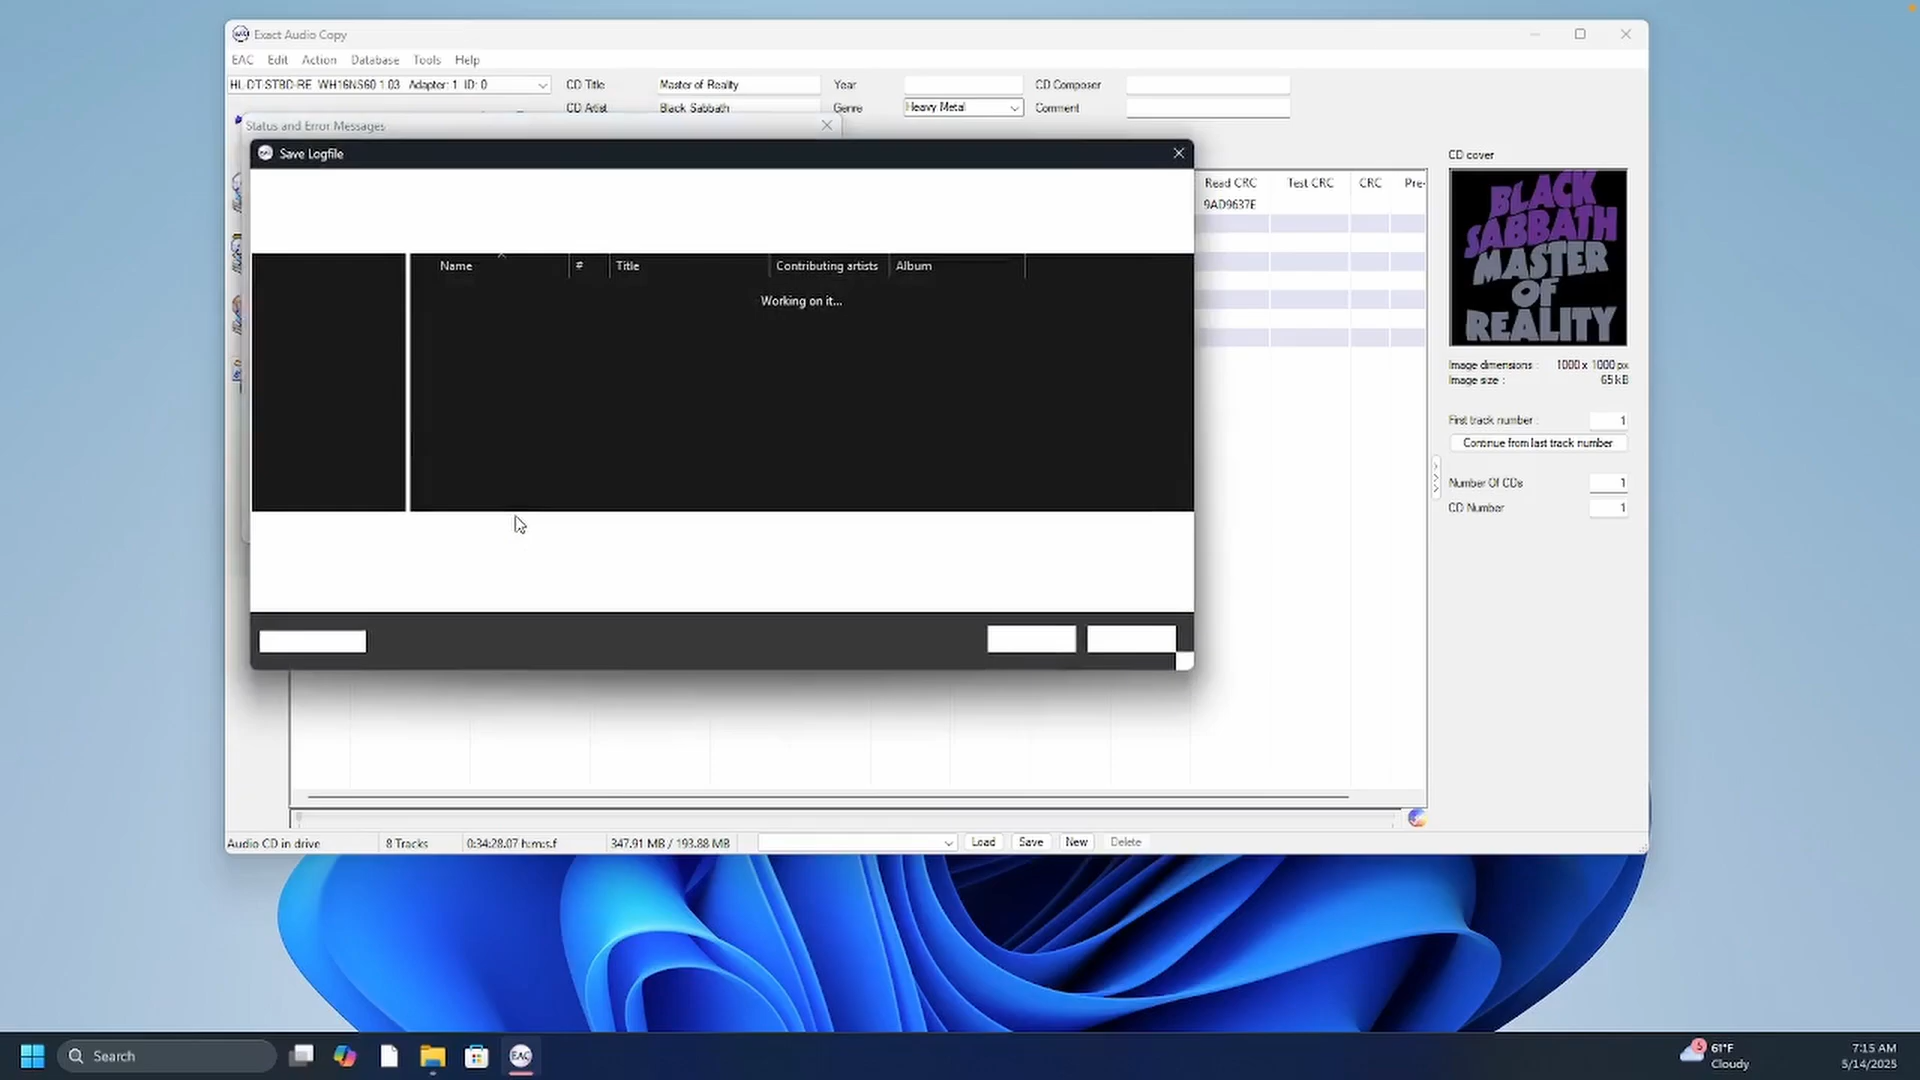 Exact Audio Copy
EAC Edit Action Database Tools Help
HL-DT-STBD-RE WH16NS60 1.03 Adapter: 1 ID: 0
CD Title Master of Reality Year CD Composer
CD Artist Black Sabbath Genre Heavy Metal Comment
Status and Error Messages
Save Logfile
CD cover
Read CRC Test CRC CRC Pre-
9AD9637E
BLACK
SABBATH
MASTER
OF
REALITY
Name # Title Contributing artists Album
Working on it...
Image dimensions : 1000 x 1000 px
Image size : 65 kB
First track number : 1
Continue from last track number
Number Of CDs 1
CD Number 1
Audio CD in drive 8 Tracks 0:34:28.07 h:m:s.f 347.91 MB / 193.88 MB Load Save New Delete
Search
EAC
5
61°F
Cloudy
7:15 AM
5/14/2025